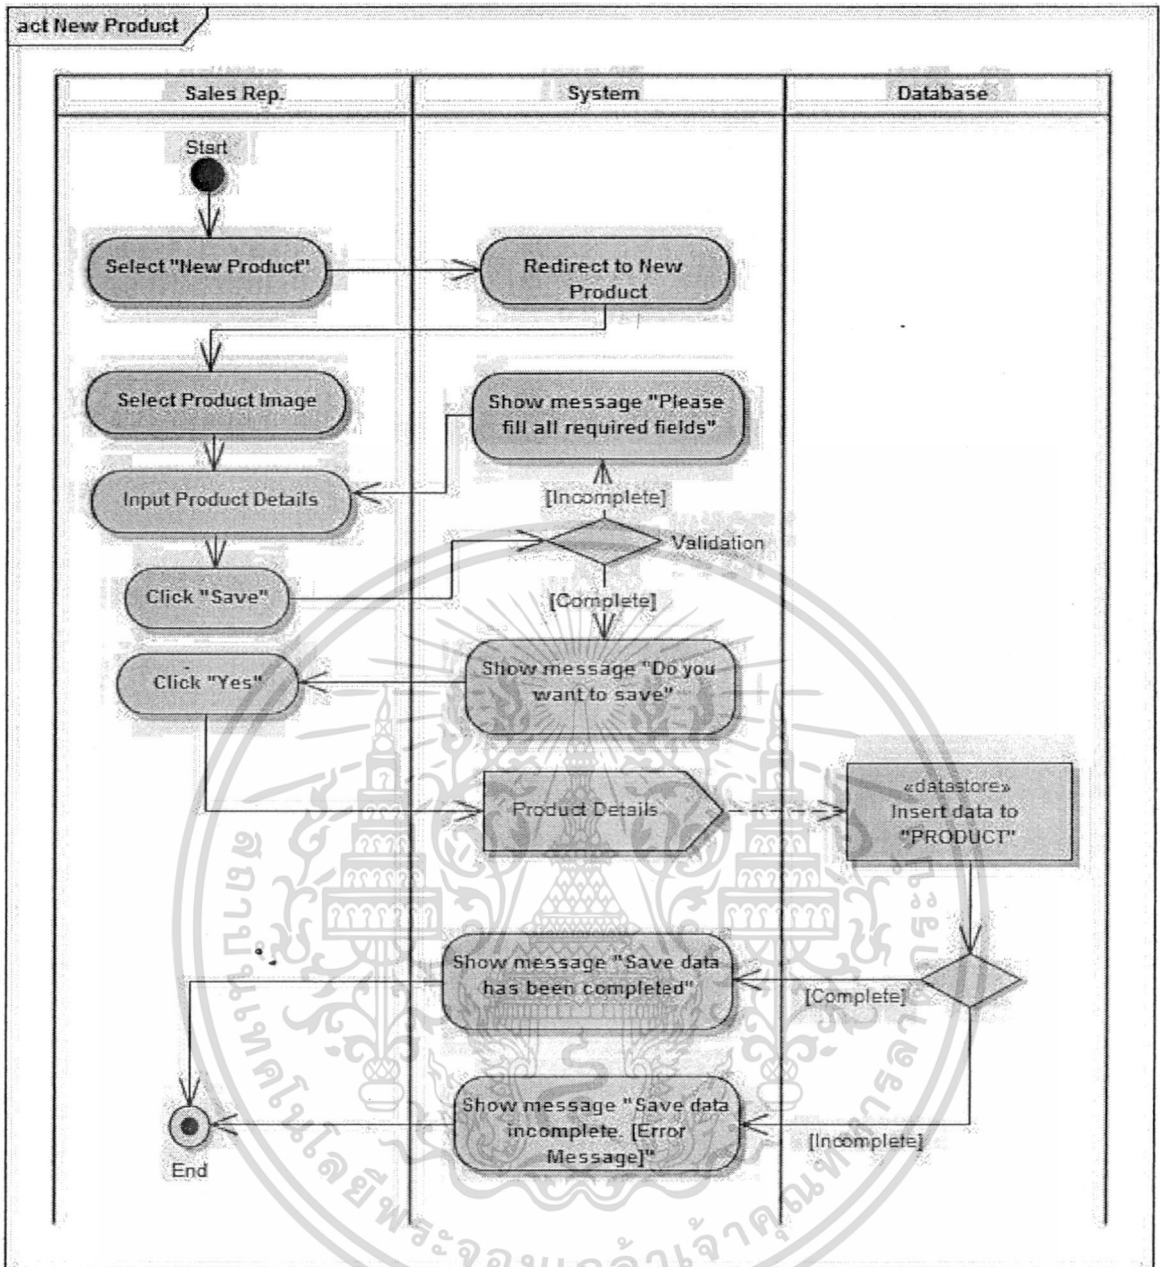 act New Product
Sales Rep.
System
Database
Start
Select "New Product"
Redirect to New
Product
Select Product Image
Show message "Please
fill all required fields"
Input Product Details
[Incomplete]
Validation
Click "Save"
[Complete]
Click "Yes"
Show message "Do you
want to save"
Product Details
«datastore»
Insert data to
"PRODUCT"
Show message "Save data
has been completed"
[Complete]
Show message "Save data
incomplete. [Error
Message]"
[Incomplete]
End